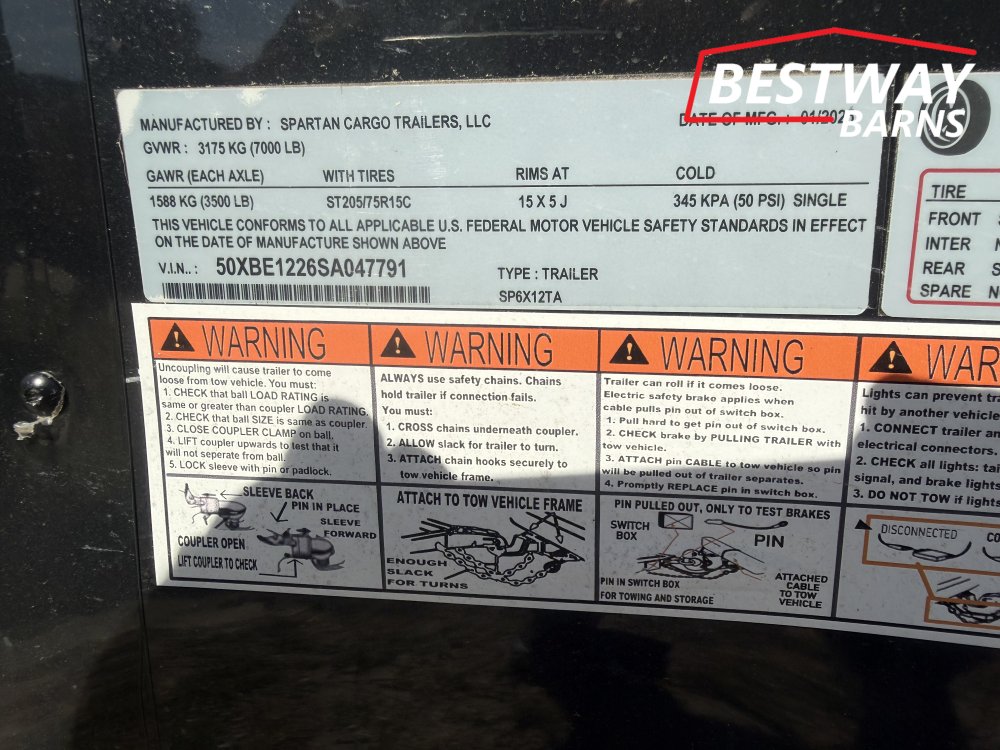 BESTWAY
BARNS
MANUFACTURED BY : SPARTAN CARGO TRAILERS, LLC
DATE OF MFG.: 01/202
GVWR : 3175 KG (7000 LB)
GAWR (EACH AXLE) WITH TIRES RIMS AT COLD
1588 KG (3500 LB) ST205/75R15C 15 X 5 J 345 KPA (50 PSI) SINGLE
THIS VEHICLE CONFORMS TO ALL APPLICABLE U.S. FEDERAL MOTOR VEHICLE SAFETY STANDARDS IN EFFECT
ON THE DATE OF MANUFACTURE SHOWN ABOVE
V.I.N.: 50XBE1226SA047791 TYPE : TRAILER
SP6X12TA
TIRE
FRONT
INTER
REAR
SPARE
WARNING
Uncoupling will cause trailer to come
loose from tow vehicle. You must:
1. CHECK that ball LOAD RATING is
same or greater than coupler LOAD RATING.
2. CHECK that ball SIZE is same as coupler.
3. CLOSE COUPLER CLAMP on ball.
4. LIFT coupler upwards to test that it
will not seperate from ball.
5. LOCK sleeve with pin or padlock.
SLEEVE BACK
PIN IN PLACE
SLEEVE
FORWARD
COUPLER OPEN
LIFT COUPLER TO CHECK
WARNING
ALWAYS use safety chains. Chains
hold trailer if connection fails.
You must:
1. CROSS chains underneath coupler.
2. ALLOW slack for trailer to turn.
3. ATTACH chain hooks securely to
tow vehicle frame.
ATTACH TO TOW VEHICLE FRAME
ENOUGH
SLACK
FOR TURNS
WARNING
Trailer can roll if it comes loose.
Electric safety brake applies when
cable pulls pin out of switch box.
1. Pull hard to get pin out of switch box.
2. CHECK brake by PULLING TRAILER with
tow vehicle.
3. ATTACH pin CABLE to tow vehicle so pin
will be pulled out of trailer separates.
4. Promptly REPLACE pin in switch box.
PIN PULLED OUT, ONLY TO TEST BRAKES
SWITCH
BOX
PIN
PIN IN SWITCH BOX
FOR TOWING AND STORAGE
ATTACHED
CABLE
TO TOW
VEHICLE
WAR
Lights can prevent tra
hit by another vehicle
1. CONNECT trailer an
electrical connectors.
2. CHECK all lights: tai
signal, and brake lights
3. DO NOT TOW if lights
DISCONNECTED
CO